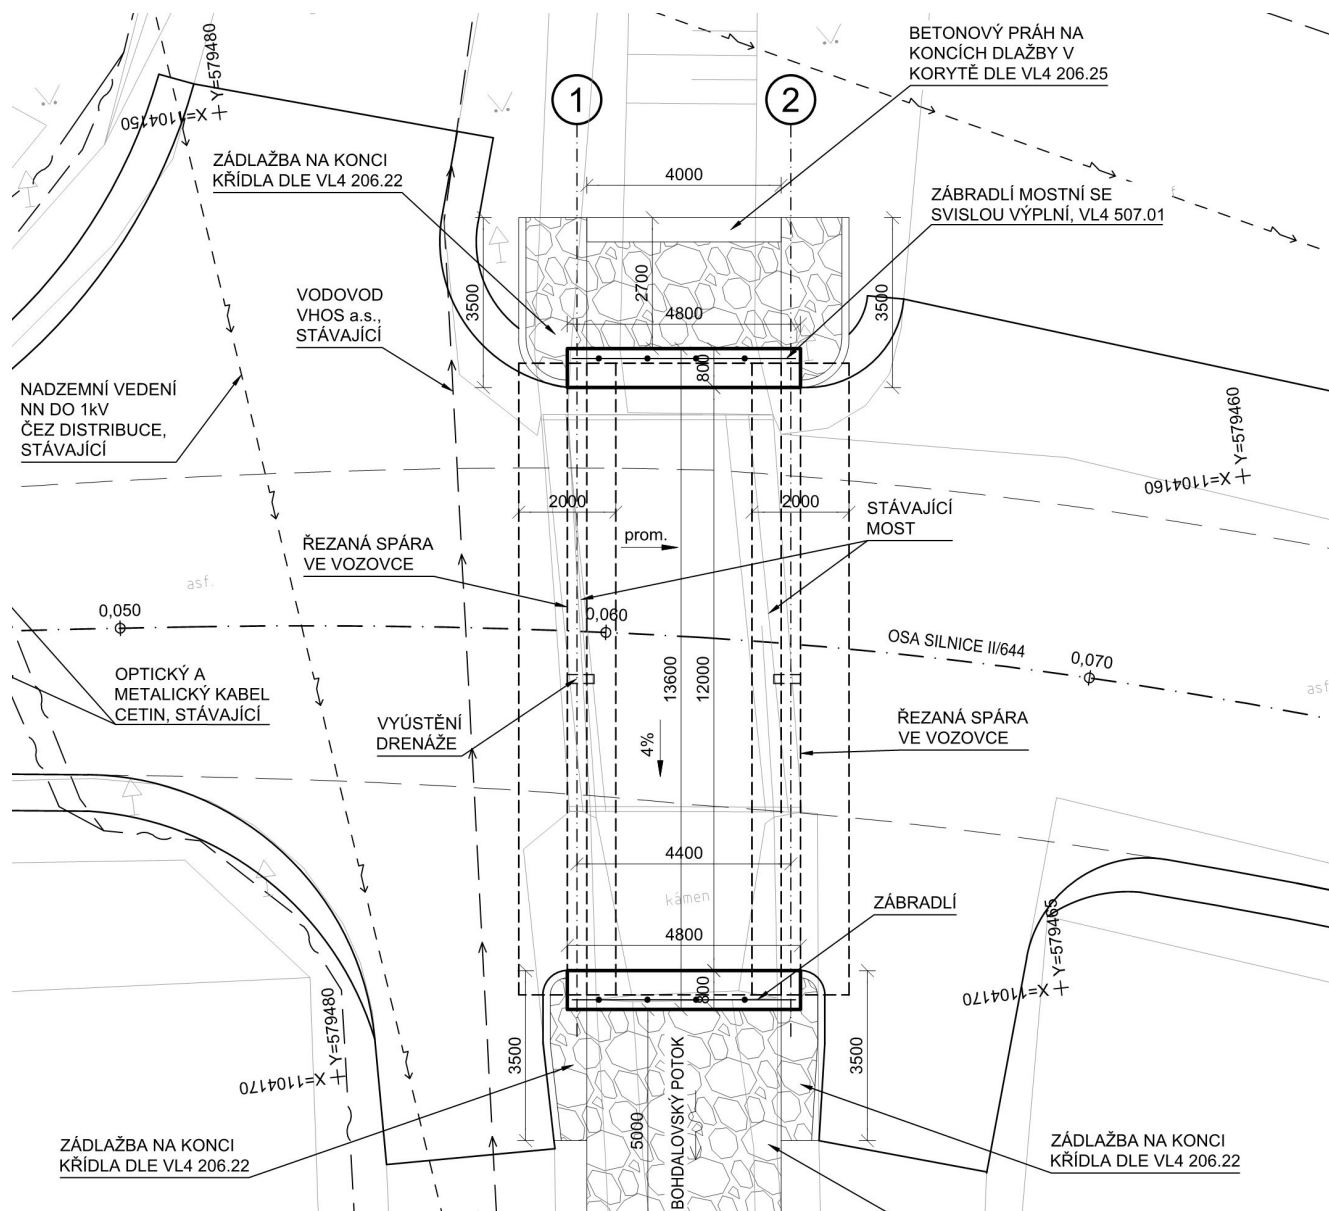 BETONOVÝ PRÁH NA
KONCÍCH DLAŽBY V
KORYTĚ DLE VL4 206.25
Y=579480
X=1104150
1
2
ZÁDLAŽBA NA KONCI
KŘÍDLA DLE VL4 206.22
4000
ZÁBRADLÍ MOSTNÍ SE
SVISLOU VÝPLNÍ, VL4 507.01
VODOVOD
VHOS a.s.,
STÁVAJÍCÍ
3500
2700
4800
3500
800
NADZEMNÍ VEDENÍ
NN DO 1kV
ČEZ DISTRIBUCE,
STÁVAJÍCÍ
Y=579460
X=1104160
2000
2000
STÁVAJÍCÍ
MOST
prom.
ŘEZANÁ SPÁRA
VE VOZOVCE
asf.
0,050
0,060
OSA SILNICE II/644
0,070
asf
OPTICKÝ A
METALICKÝ KABEL
CETIN, STÁVAJÍCÍ
13600
12000
VYÚSTĚNÍ
DRENÁŽE
4%
ŘEZANÁ SPÁRA
VE VOZOVCE
4400
kámen
ZÁBRADLÍ
4800
Y=579465
X=1104170
800
Y=579480
X=1104170
3500
3500
5000
BOHDALOVSKÝ POTOK
ZÁDLAŽBA NA KONCI
KŘÍDLA DLE VL4 206.22
ZÁDLAŽBA NA KONCI
KŘÍDLA DLE VL4 206.22